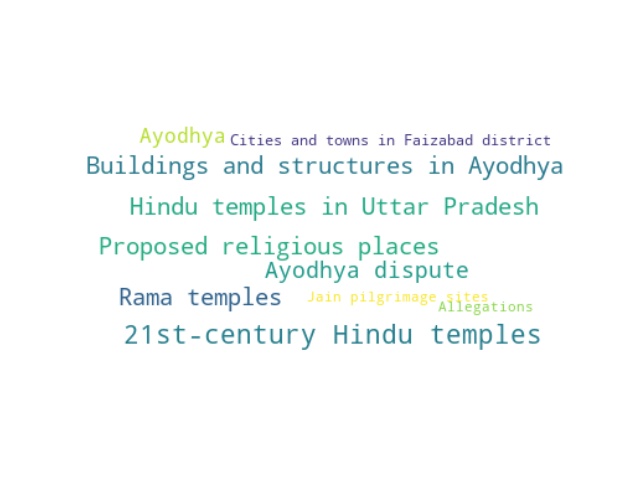 Ayodhya Cities and towns in Faizabad district
Buildings and structures in Ayodhya
Hindu temples in Uttar Pradesh
Proposed religious places
Ayodhya dispute
Rama temples Jain pilgrimage sites
Allegations
21st-century Hindu temples